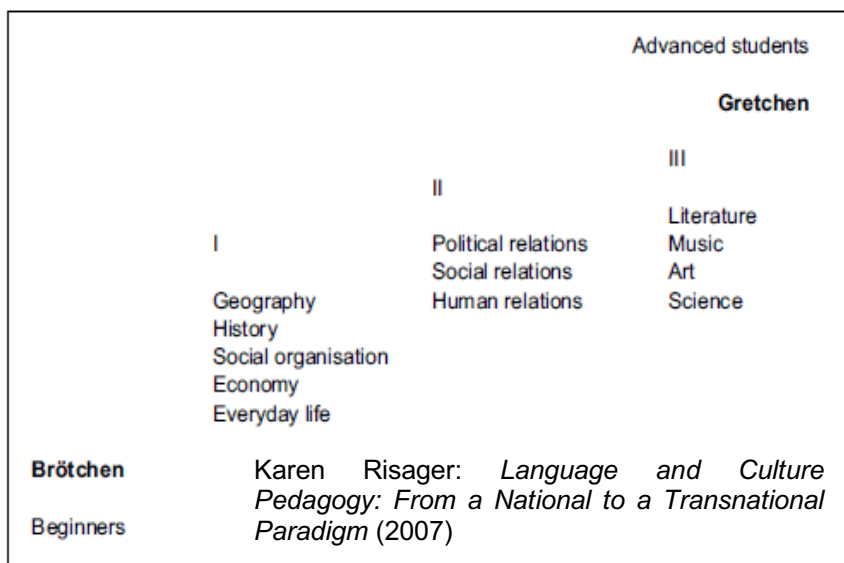 Advanced students
Gretchen
III
II
Literature
I Political relations Music
Social relations Art
Geography Human relations Science
History
Social organisation
Economy
Everyday life
Brötchen Karen Risager: Language and Culture
Pedagogy: From a National to a Transnational
Beginners Paradigm (2007)